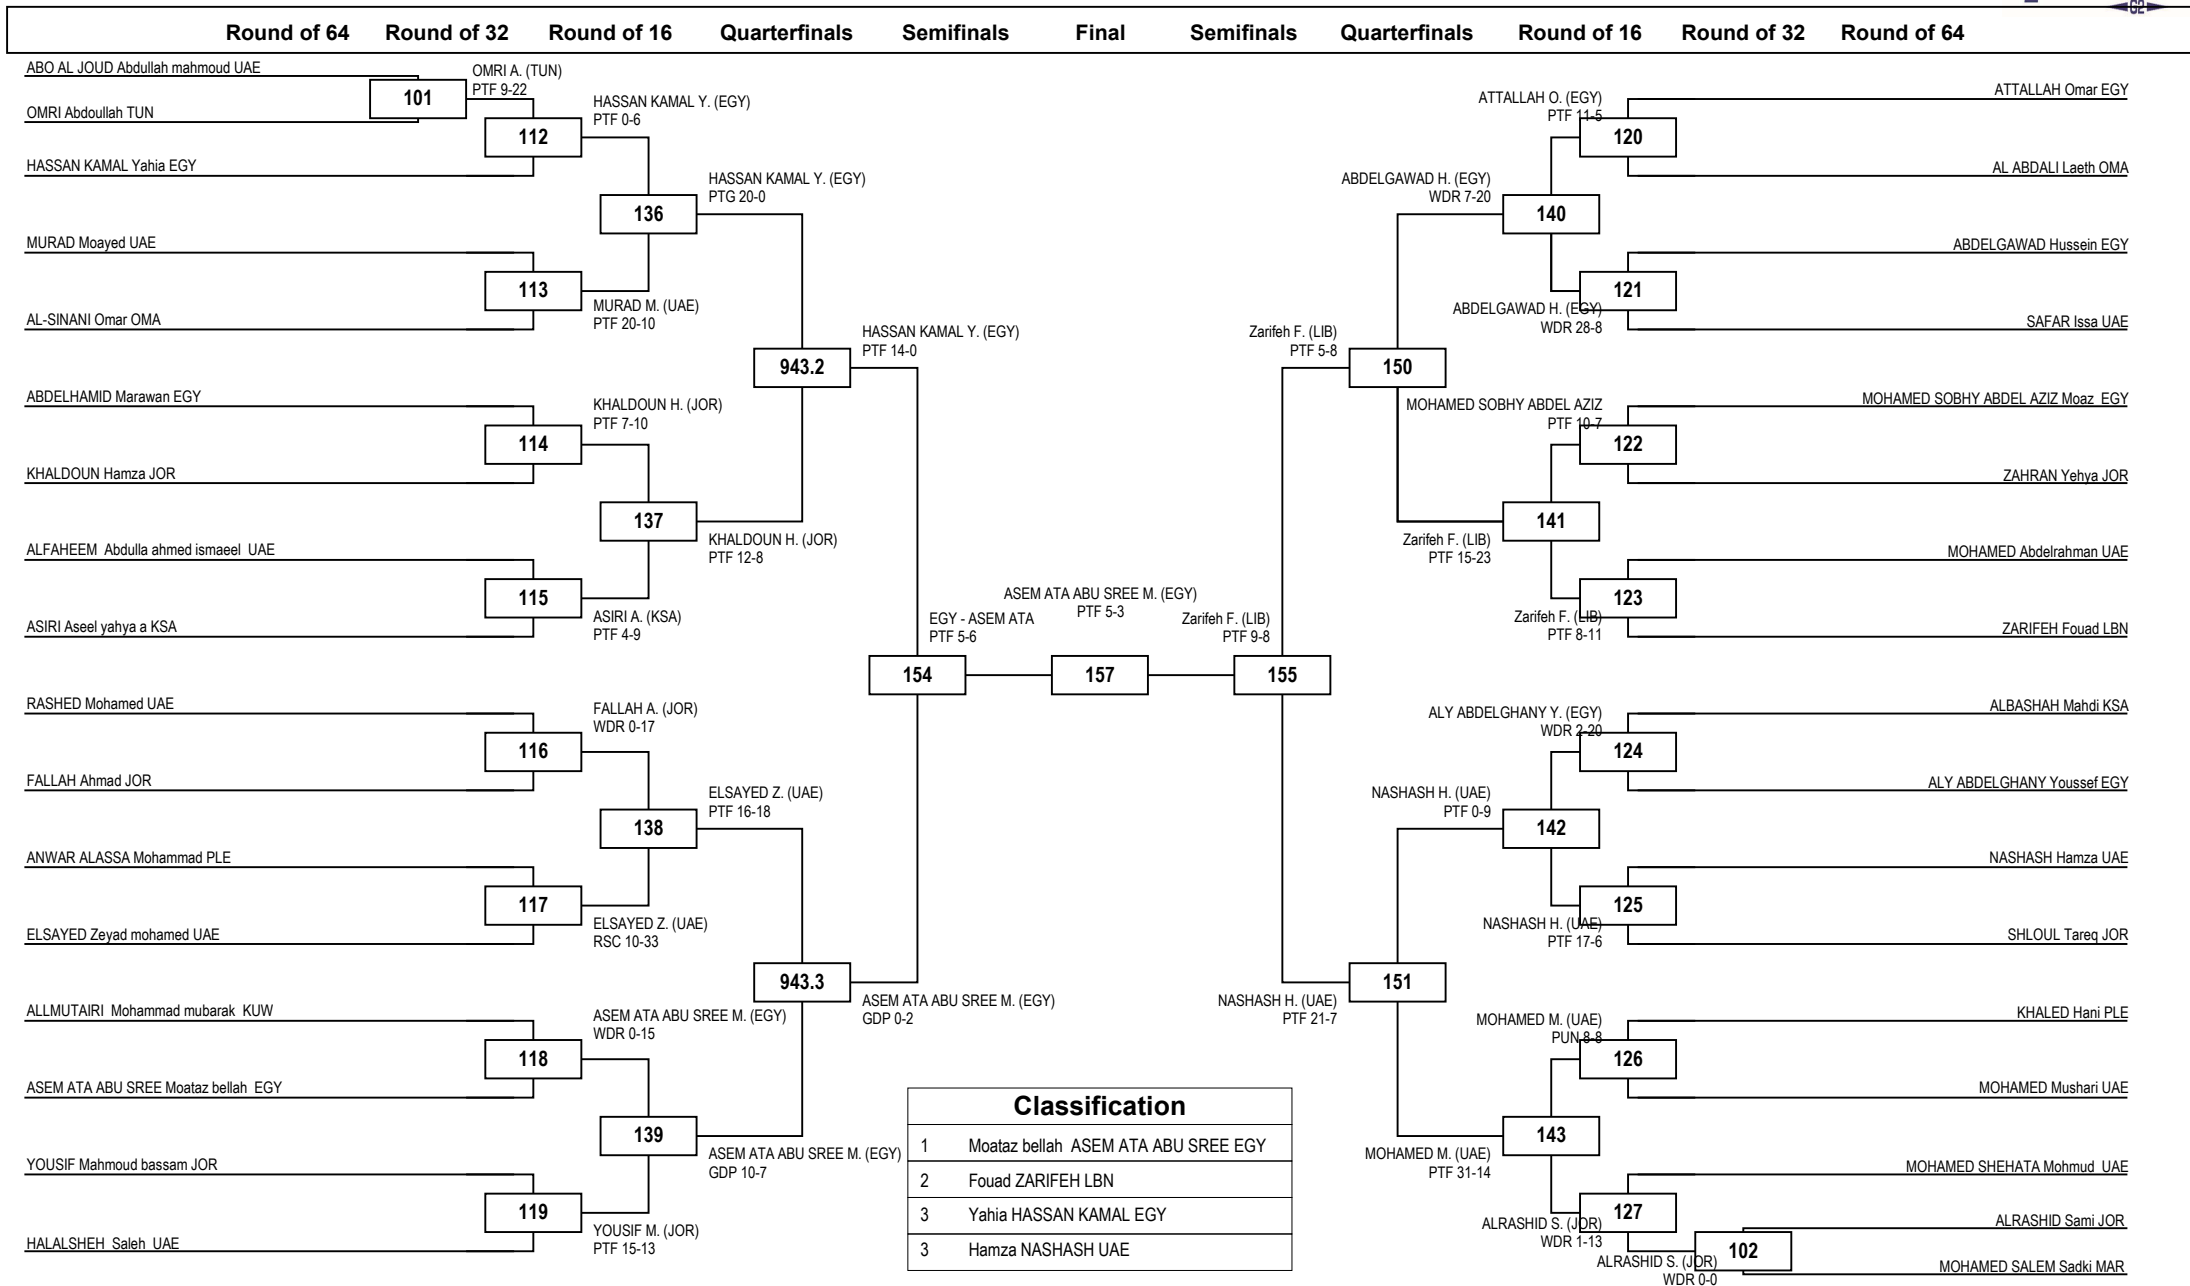 Round of 64 Round of 32 Round of 16 Quarterfinals Semifinals Final Semifinals Quarterfinals Round of 16 Round of 32 Round of 64
ABO AL JOUD Abdullah mahmoud UAE
OMRI Abdoullah TUN
HASSAN KAMAL Yahia EGY
MURAD Moayed UAE
AL-SINANI Omar OMA
ABDELHAMID Marawan EGY
KHALDOUN Hamza JOR
ALFAHEEM Abdulla ahmed ismaeel UAE
ASIRI Aseel yahya a KSA
RASHED Mohamed UAE
FALLAH Ahmad JOR
ANWAR ALASSA Mohammad PLE
ELSAYED Zeyad mohamed UAE
ALLMUTAIRI Mohammad mubarak KUW
ASEM ATA ABU SREE Moataz bellah EGY
YOUSIF Mahmoud bassam JOR
HALALSHEH Saleh UAE
101
OMRI A. (TUN)
PTF 9-22
112
HASSAN KAMAL Y. (EGY)
PTF 0-6
113
MURAD M. (UAE)
PTF 20-10
114
KHALDOUN H. (JOR)
PTF 7-10
115
ASIRI A. (KSA)
PTF 4-9
116
FALLAH A. (JOR)
WDR 0-17
117
ELSAYED Z. (UAE)
RSC 10-33
118
ASEM ATA ABU SREE M. (EGY)
WDR 0-15
119
YOUSIF M. (JOR)
PTF 15-13
136
HASSAN KAMAL Y. (EGY)
PTG 20-0
137
KHALDOUN H. (JOR)
PTF 12-8
138
ELSAYED Z. (UAE)
PTF 16-18
139
ASEM ATA ABU SREE M. (EGY)
GDP 10-7
943.2
HASSAN KAMAL Y. (EGY)
PTF 14-0
943.3
ASEM ATA ABU SREE M. (EGY)
GDP 0-2
154
EGY - ASEM ATA
PTF 5-6
157
ASEM ATA ABU SREE M. (EGY)
PTF 5-3
155
Zarifeh F. (LIB)
PTF 9-8
150
Zarifeh F. (LIB)
PTF 5-8
151
NASHASH H. (UAE)
PTF 21-7
140
ABDELGAWAD H. (EGY)
WDR 7-20
141
Zarifeh F. (LIB)
PTF 15-23
142
NASHASH H. (UAE)
PTF 0-9
143
MOHAMED M. (UAE)
PTF 31-14
120
ATTALLAH O. (EGY)
PTF 11-5
121
ABDELGAWAD H. (EGY)
WDR 28-8
122
MOHAMED SOBHY ABDEL AZIZ
PTF 10-7
123
Zarifeh F. (LIB)
PTF 8-11
124
ALY ABDELGHANY Y. (EGY)
WDR 2-20
125
NASHASH H. (UAE)
PTF 17-6
126
MOHAMED M. (UAE)
PUN 8-8
127
ALRASHID S. (JOR)
WDR 1-13
102
ALRASHID S. (JOR)
WDR 0-0
ATTALLAH Omar EGY
AL ABDALI Laeth OMA
ABDELGAWAD Hussein EGY
SAFAR Issa UAE
MOHAMED SOBHY ABDEL AZIZ Moaz EGY
ZAHRAN Yehya JOR
MOHAMED Abdelrahman UAE
ZARIFEH Fouad LBN
ALBASHAH Mahdi KSA
ALY ABDELGHANY Youssef EGY
NASHASH Hamza UAE
SHLOUL Tareq JOR
KHALED Hani PLE
MOHAMED Mushari UAE
MOHAMED SHEHATA Mohmud UAE
ALRASHID Sami JOR
MOHAMED SALEM Sadki MAR
Classification
1 Moataz bellah ASEM ATA ABU SREE EGY
2 Fouad ZARIFEH LBN
3 Yahia HASSAN KAMAL EGY
3 Hamza NASHASH UAE